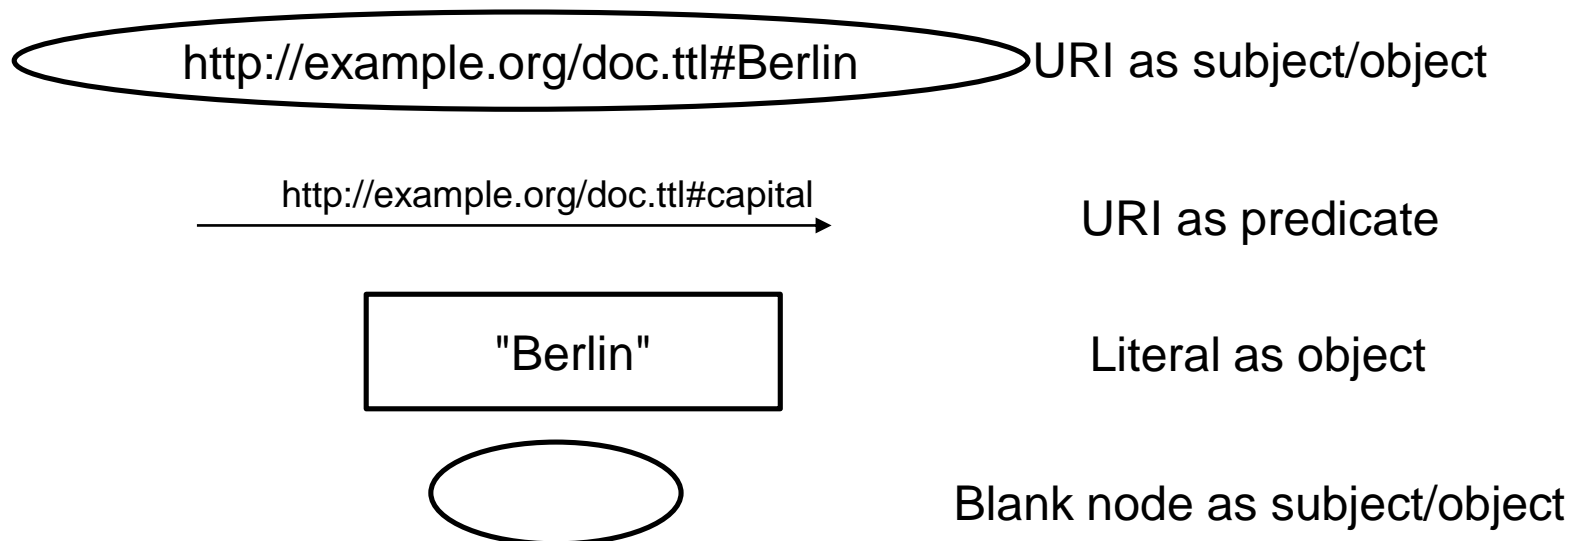 http://example.org/doc.ttl#Berlin URI as subject/object
http://example.org/doc.ttl#capital URI as predicate
"Berlin" Literal as object
Blank node as subject/object